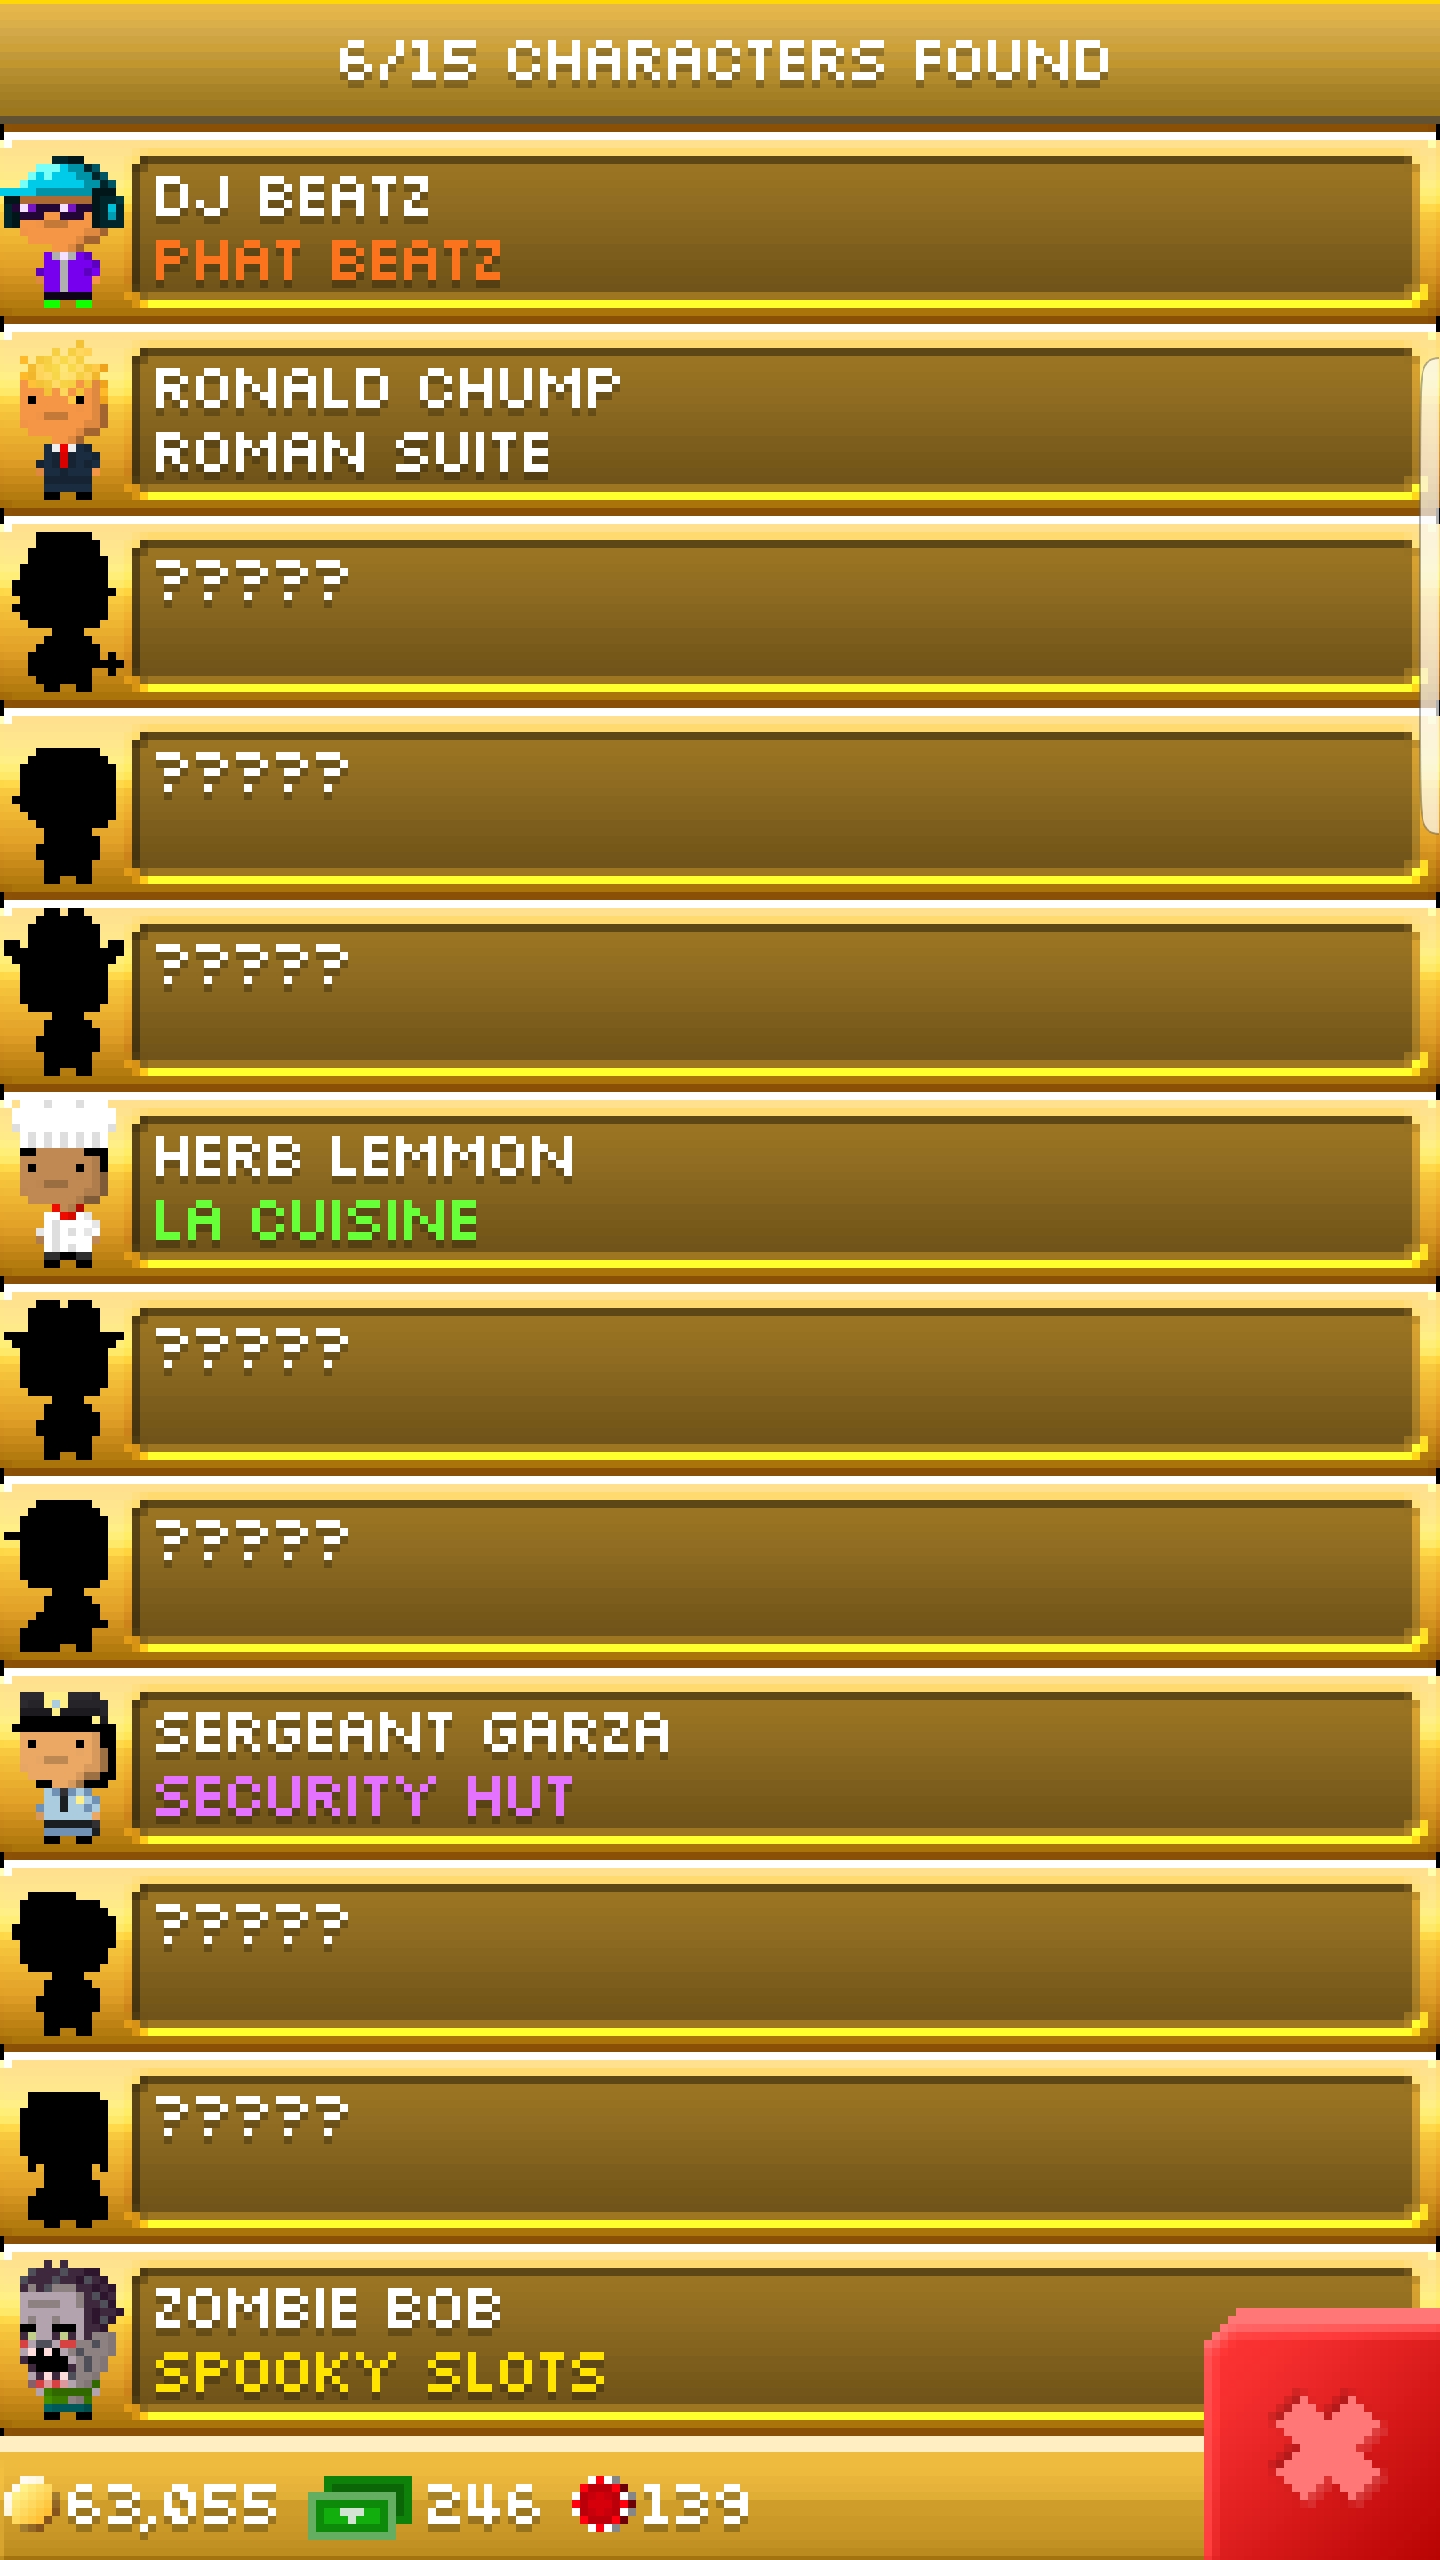 6/15 CHARACTERS FOUND
DJ BEATZ
PHAT BEATZ
RONALD CHUMP
ROMAN SUITE
?????
?????
?????
HERB LEMMON
LA CUISINE
?????
?????
SERGEANT GARZA
SECURITY HUT
?????
?????
ZOMBIE BOB
SPOOKY SLOTS
63,055 246 139